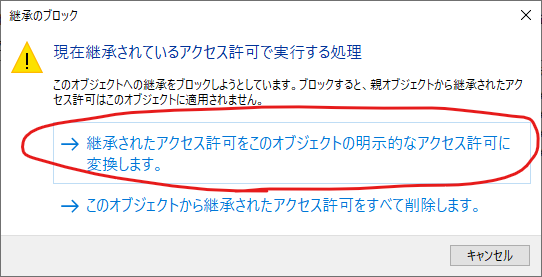 継承のブロック
現在継承されているアクセス許可で実行する処理
このオブジェクトへの継承をブロックしようとしています。ブロックすると、親オブジェクトから継承されたアク
セス許可はこのオブジェクトに適用されません。
継承されたアクセス許可をこのオブジェクトの明示的なアクセス許可に
変換します。
このオブジェクトから継承されたアクセス許可をすべて削除します。
キャンセル